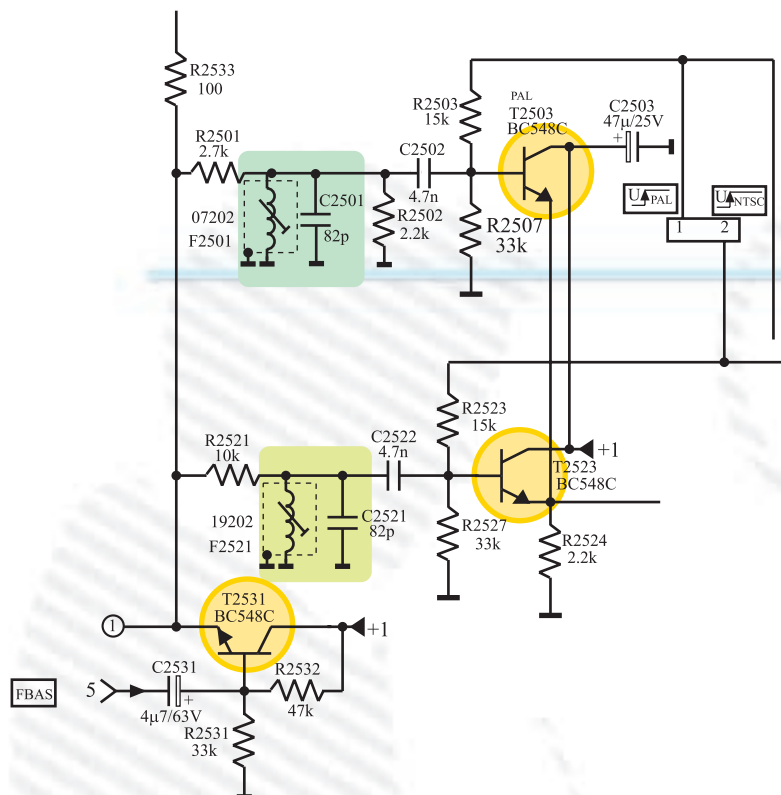 R2533
100
R2501
2.7k
R2503
15k
PAL
T2503
BC548C
C2503
47µ/25V
+
C2502
4.7n
C2501
82p
07202
F2501
R2502
2.2k
R2507
33k
U PAL
U NTSC
1 2
R2523
15k
R2521
10k
C2522
4.7n
+1
T2523
BC548C
19202
F2521
C2521
82p
R2527
33k
R2524
2.2k
T2531
BC548C
1
+1
C2531
R2532
FBAS
5
+
47k
4µ7/63V
R2531
33k